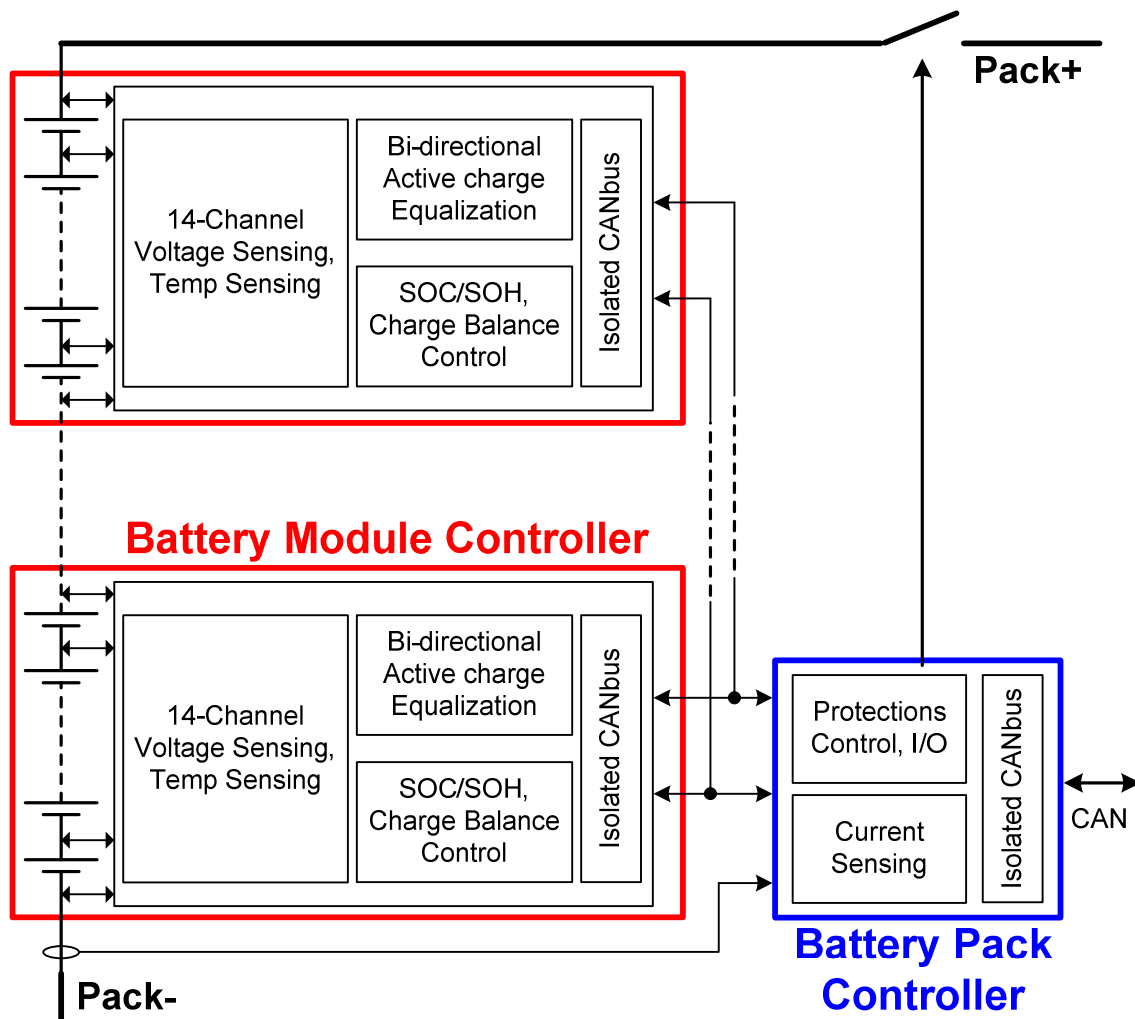 Pack+
14-Channel
Voltage Sensing,
Temp Sensing
Bi-directional
Active charge
Equalization
SOC/SOH,
Charge Balance
Control
Isolated CANbus
Battery Module Controller
14-Channel
Voltage Sensing,
Temp Sensing
Bi-directional
Active charge
Equalization
SOC/SOH,
Charge Balance
Control
Isolated CANbus
Protections
Control, I/O
Current
Sensing
Isolated CANbus
CAN
Battery Pack
Controller
Pack-